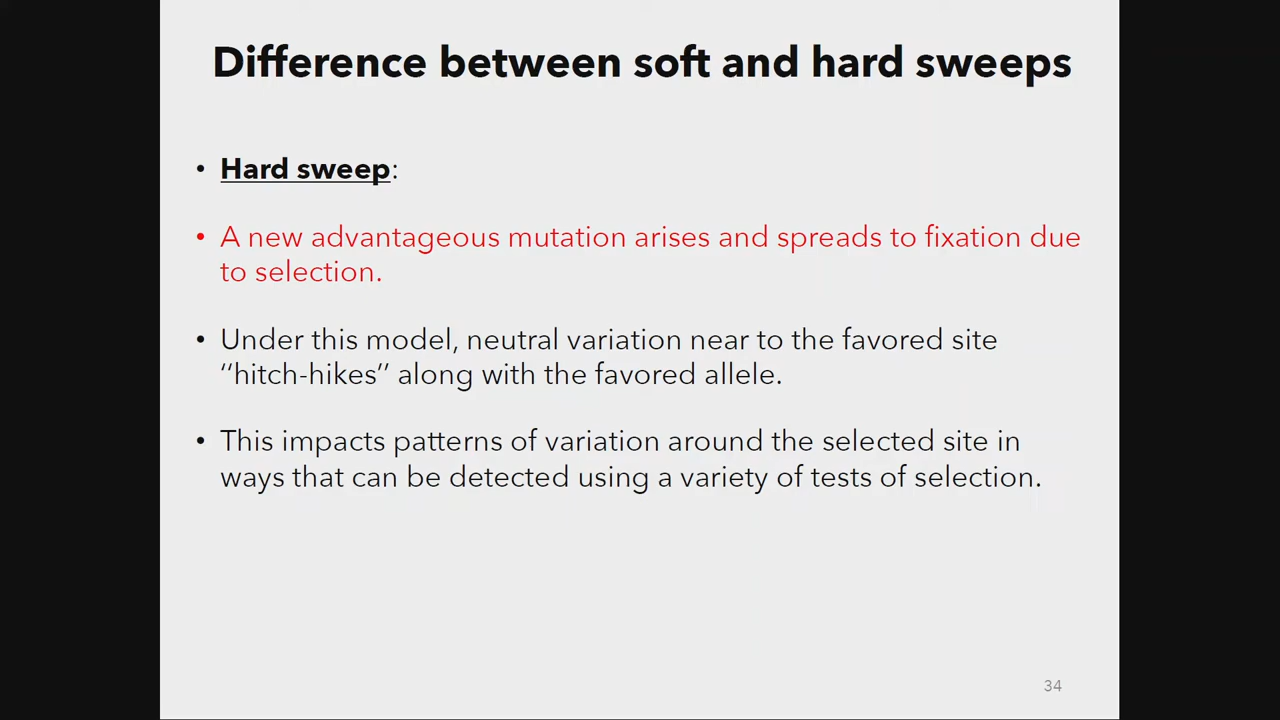 Difference between soft and hard sweeps
• Hard sweep:
• A new advantageous mutation arises and spreads to fixation due
to selection.
• Under this model, neutral variation near to the favored site
‘‘hitch-hikes’’ along with the favored allele.
• This impacts patterns of variation around the selected site in
ways that can be detected using a variety of tests of selection.
34